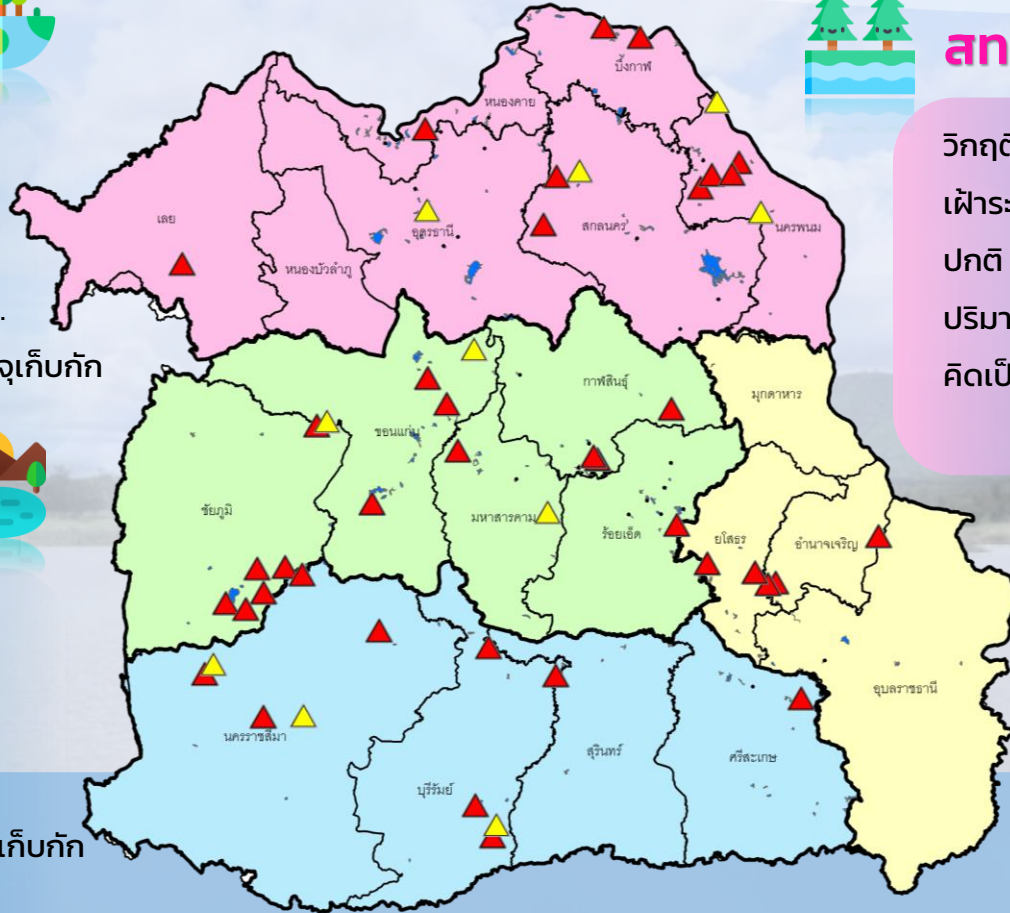 สท
วิกฤติ
เฝ้าระ
ปกติ
ปริมา
คิดเป็
.
จุเก็บกัก
เก็บกัก
บึงกาฬ
หนองคาย
เลย
อุดรธานี
สกลนคร
นครพนม
หนองบัวลำภู
กาฬสินธุ์
มุกดาหาร
ขอนแก่น
ชัยภูมิ
มหาสารคาม
ร้อยเอ็ด
ยโสธร
อำนาจเจริญ
อุบลราชธานี
นครราชสีมา
บุรีรัมย์
สุรินทร์
ศรีสะเกษ